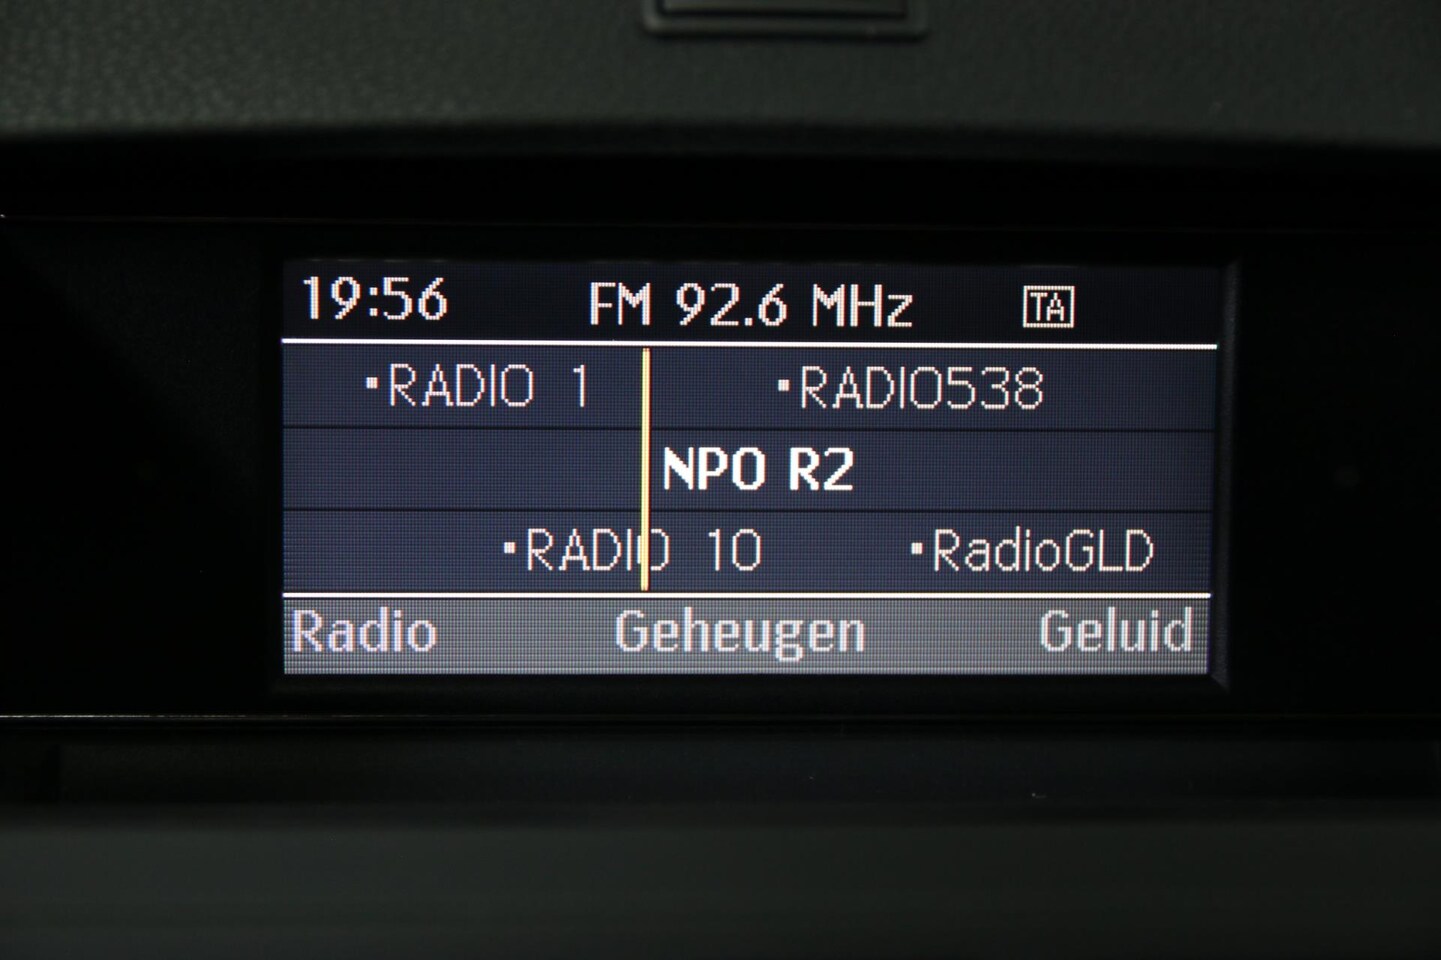 19:56 FM 92.6 MHz TA
▪RADIO 1 ▪RADIO538
NPO R2
▪RADIO 10 ▪RadioGLD
Radio Geheugen Geluid